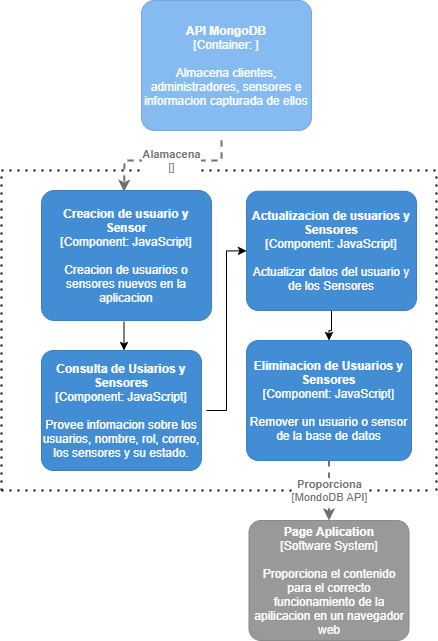 API MongoDB
[Container: ]
Almacena clientes,
administradores, sensores e
informacion capturada de ellos
Alamacena
[]
Creacion de usuario y
Sensor
[Component: JavaScript]
Creacion de usuarios o
sensores nuevos en la
aplicacion
Actualizacion de usuarios y
Sensores
[Component: JavaScript]
Actualizar datos del usuario y
de los Sensores
Consulta de Usiarios y
Sensores
[Component: JavaScript]
Provee infomacion sobre los
usuarios, nombre, rol, correo,
los sensores y su estado.
Eliminacion de Usuarios y
Sensores
[Component: JavaScript]
Remover un usuario o sensor
de la base de datos
Proporciona
[MondoDB API]
Page Aplication
[Software System]
Proporciona el contenido
para el correcto
funcionamiento de la
apilicacion en un navegador
web